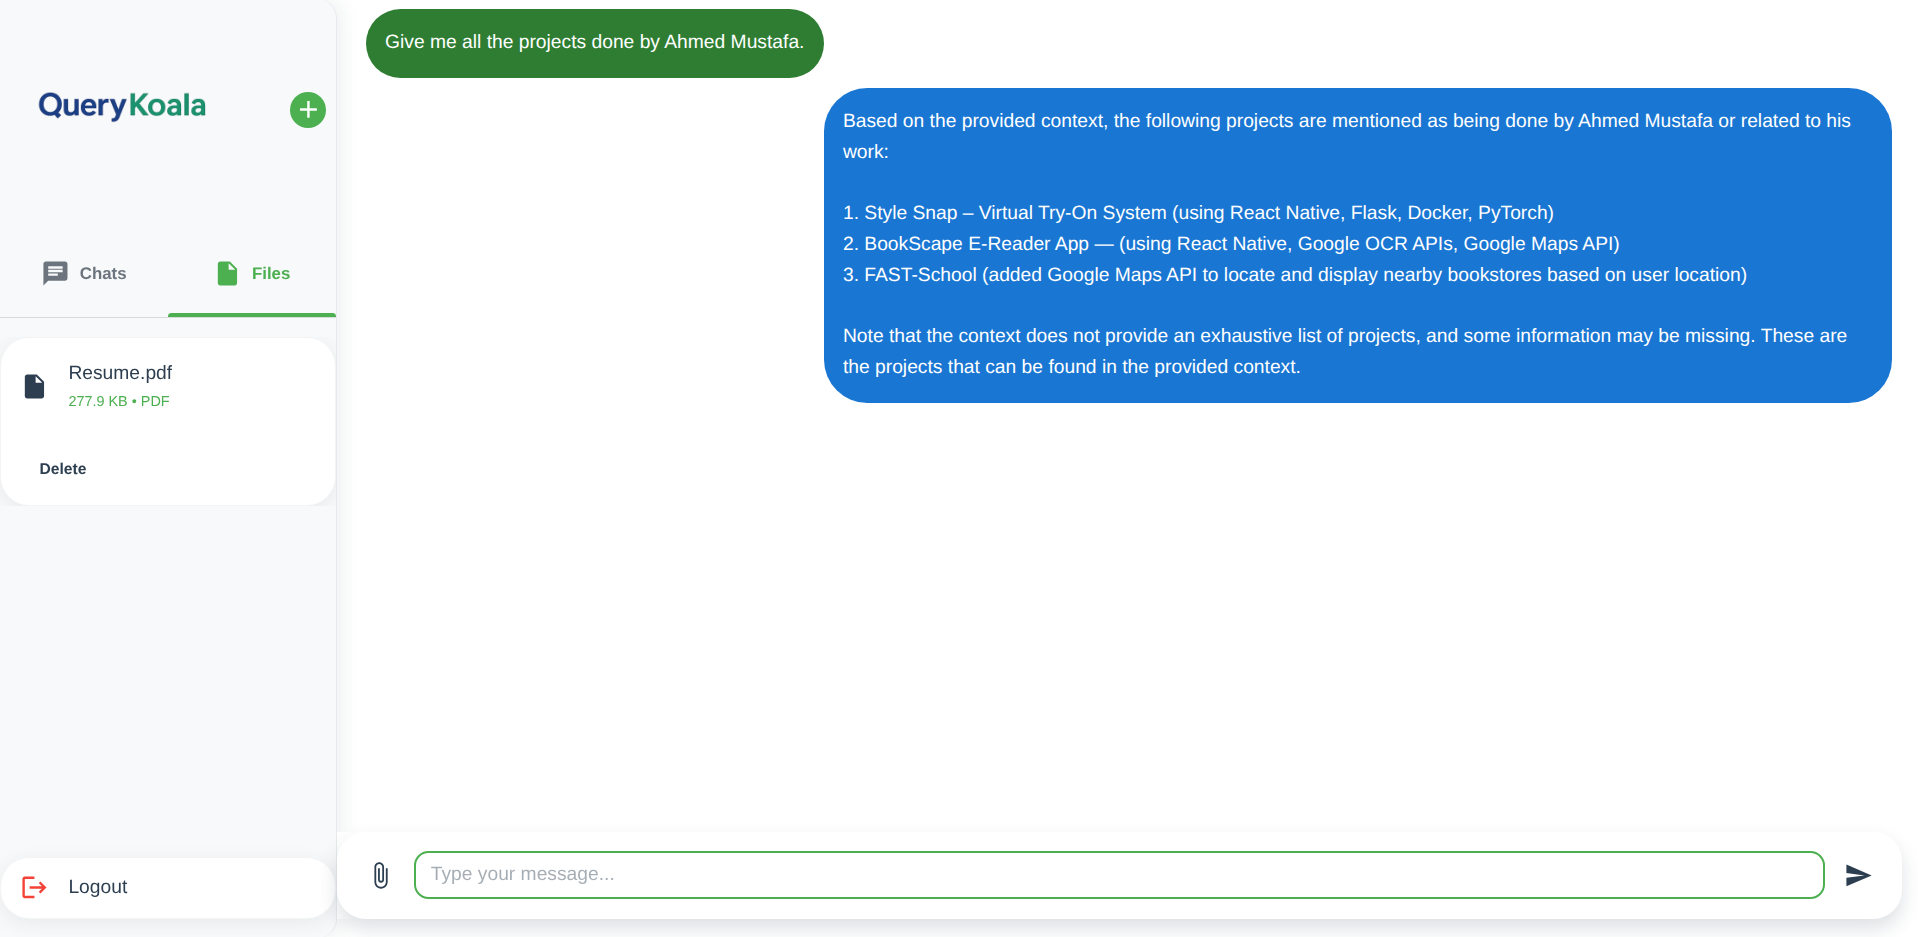 QueryKoala
Chats
Files
Resume.pdf
277.9 KB • PDF
Delete
Logout
Give me all the projects done by Ahmed Mustafa.
Based on the provided context, the following projects are mentioned as being done by Ahmed Mustafa or related to his
work:
1. Style Snap – Virtual Try-On System (using React Native, Flask, Docker, PyTorch)
2. BookScape E-Reader App — (using React Native, Google OCR APIs, Google Maps API)
3. FAST-School (added Google Maps API to locate and display nearby bookstores based on user location)
Note that the context does not provide an exhaustive list of projects, and some information may be missing. These are
the projects that can be found in the provided context.
Type your message...